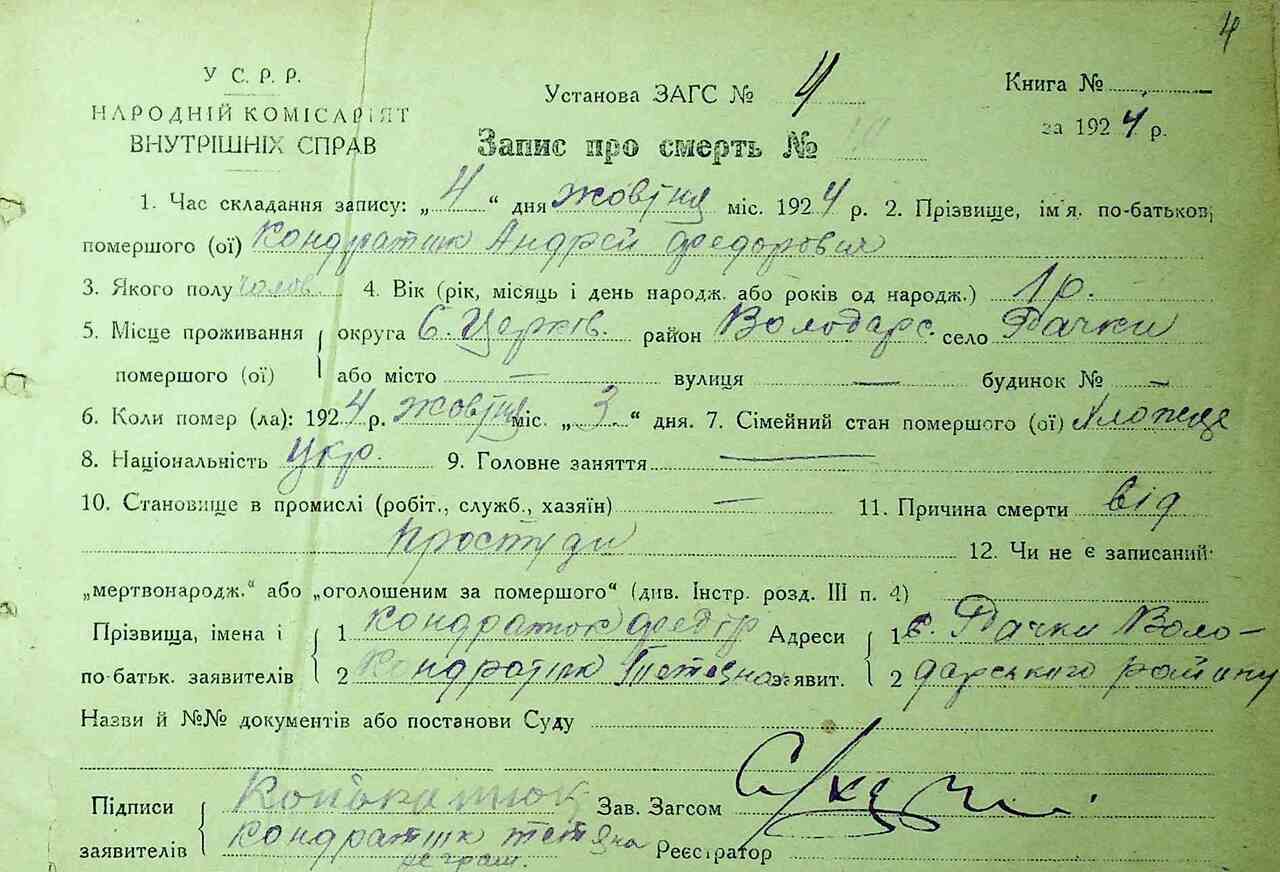 4
У С. Р. Р.
НАРОДНІЙ КОМІСАРІЯТ
ВНУТРІШНІХ СПРАВ
Установа ЗАГС № 4
Книга №
за 1924 р.
Запис про смерть №
1. Час складання запису: „4“ дня жовтня міс. 1924 р. 2. Прізвище, ім'я, по-батькові
помершого (ої) Кондратюк Андрей Федорович
3. Якого полу чолов. 4. Вік (рік, місяць і день народж. або років од народж.) 1 р.
5. Місце проживання округа Б. Церків. район Володарс. село Тачки
помершого (ої) або місто — вулиця — будинок № —
6. Коли помер (ла): 1924 р. жовтня міс. „3“ дня. 7. Сімейний стан помершого (ої) хлопець
8. Національність Укр. 9. Головне заняття —
10. Становище в промислі (робіт., служб., хазяїн) — 11. Причина смерти від
простуди 12. Чи не є записаний
„мертвонародж.“ або „оголошеним за помершого“ (див. Інстр. розд. III п. 4)
Прізвища, імена і 1 Кондратюк Федір Адреси 1 с. Тачки Воло-
по-батьк. заявителів 2 Кондратюк Тетяна заявит. 2 дарського району
Назви й №№ документів або постанови Суду
Підписи Кондратюк Зав. Загсом
заявителів Кондратюк Тетяна Реєстратор
неграм.